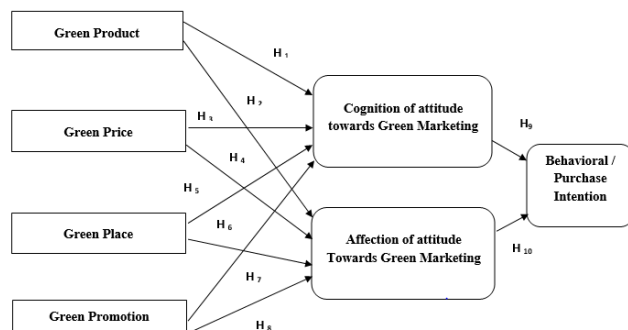 Green Product
H 1
H 2
Green Price
H 3
Cognition of attitude
towards Green Marketing
H9
H 4
Behavioral /
Purchase
Intention
H 5
Green Place
H 6
Affection of attitude
Towards Green Marketing
H 10
H 7
Green Promotion
H 8